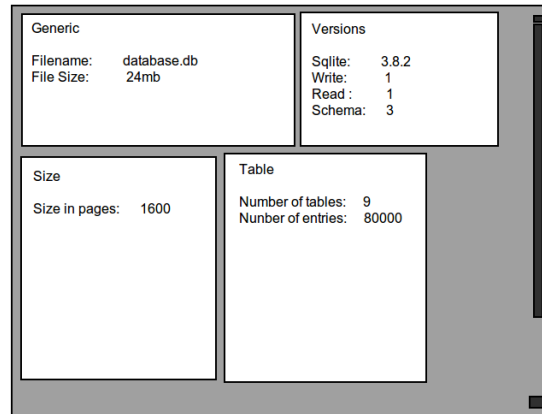 Generic
Filename: database.db
File Size: 24mb
Versions
Sqlite: 3.8.2
Write: 1
Read : 1
Schema: 3
Size
Size in pages: 1600
Table
Number of tables: 9
Nunber of entries: 80000